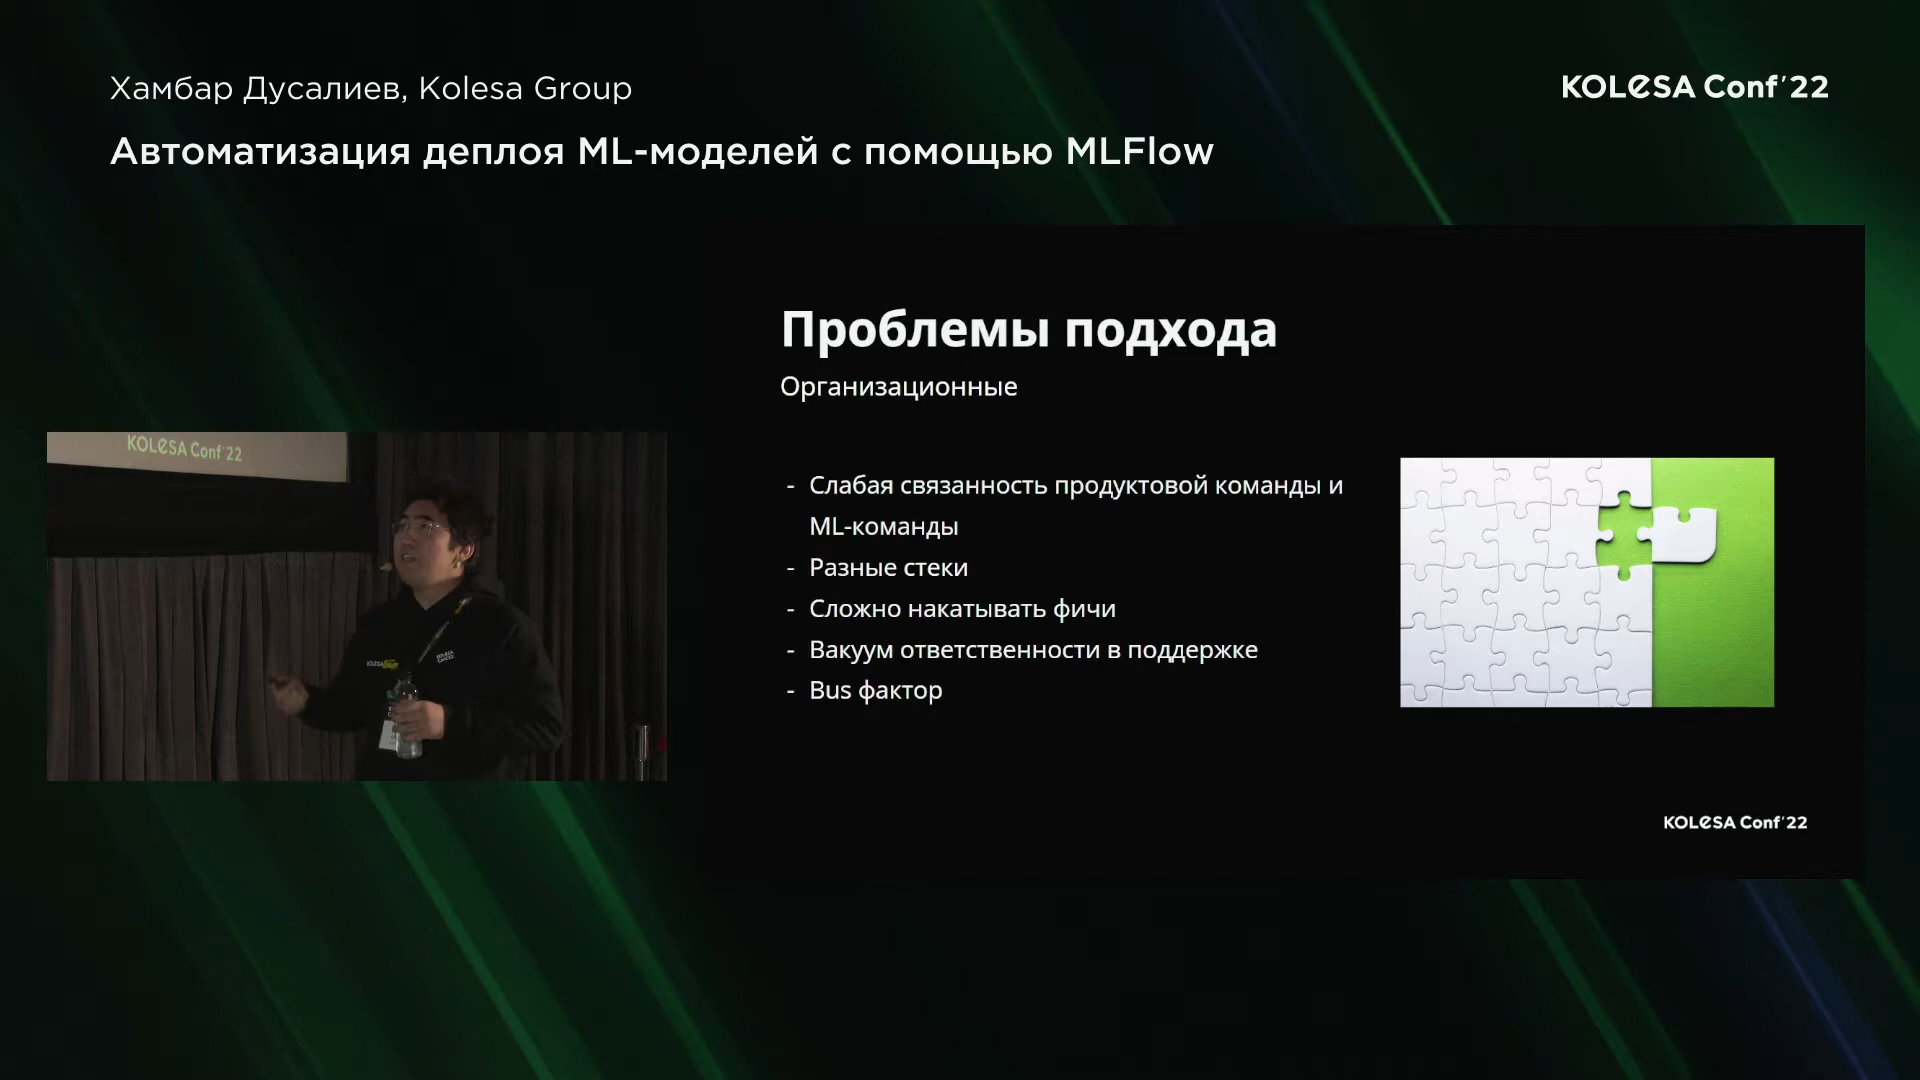 Хамбар Дусалиев, Kolesa Group
KOLESA Conf'22
Автоматизация деплоя ML-моделей с помощью MLFlow
Проблемы подхода
Организационные
- Слабая связанность продуктовой команды и
ML-команды
- Разные стеки
- Сложно накатывать фичи
- Вакуум ответственности в поддержке
- Bus фактор
KOLESA Conf'22
KOLESA Conf'22